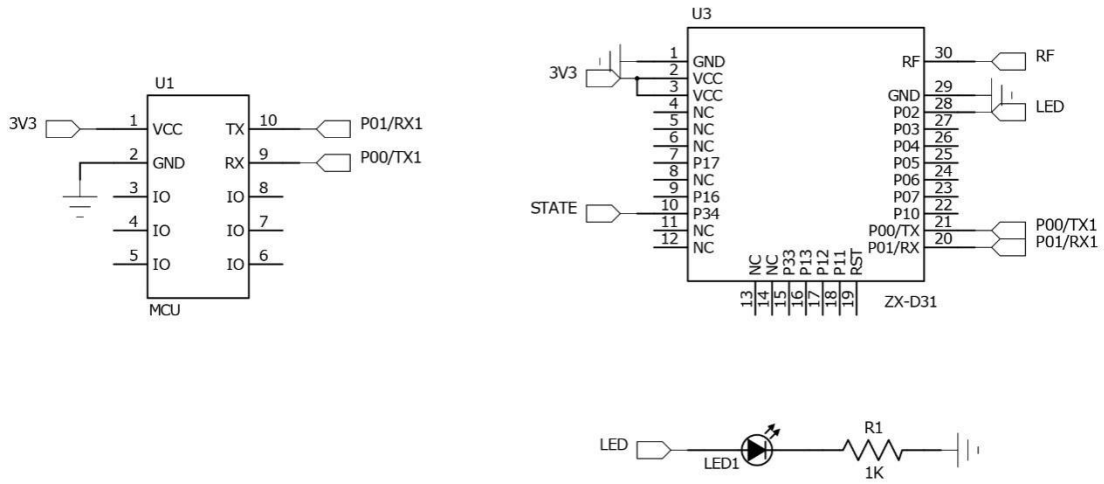 U1
3V3
1 VCC TX 10 P01/RX1
2 GND RX 9 P00/TX1
3 IO IO 8
4 IO IO 7
5 IO IO 6
MCU
U3
1 GND RF 30 RF
3V3
2 VCC GND 29
3 VCC P02 28 LED
4 NC P03 27
5 NC P04 26
6 NC P05 25
7 P17 P06 24
8 NC P07 23
9 P16 P10 22
STATE 10 P34 P00/TX 21 P00/TX1
11 NC P01/RX 20 P01/RX1
12 NC
NC NC P33 P13 P12 P11 RST
13 14 15 16 17 18 19
ZX-D31
LED
LED1
R1
1K